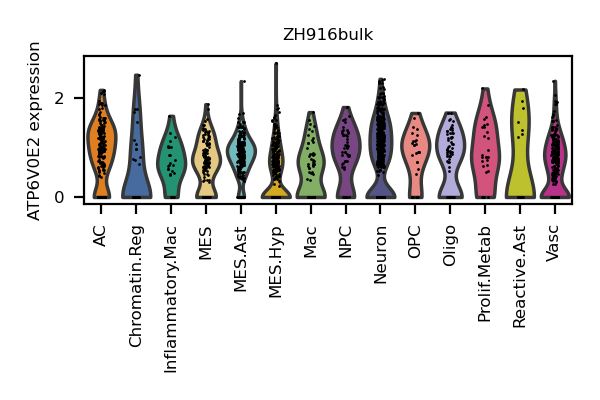 ZH916bulk
ATP6V0E2 expression
2
0
AC
Chromatin.Reg
Inflammatory.Mac
MES
MES.Ast
MES.Hyp
Mac
NPC
Neuron
OPC
Oligo
Prolif.Metab
Reactive.Ast
Vasc